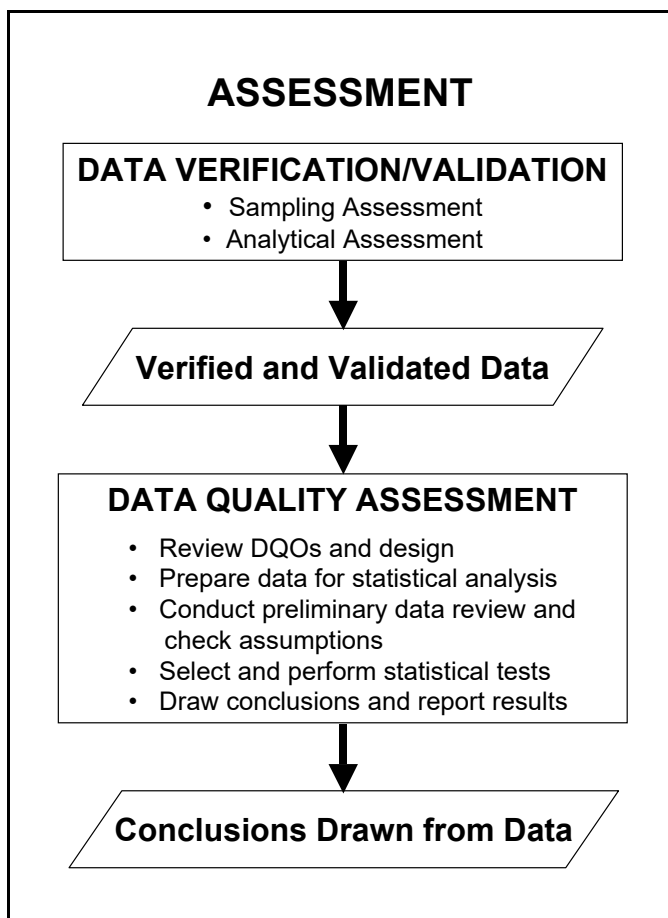 ASSESSMENT
DATA VERIFICATION/VALIDATION
• Sampling Assessment
• Analytical Assessment
Verified and Validated Data
DATA QUALITY ASSESSMENT
• Review DQOs and design
• Prepare data for statistical analysis
• Conduct preliminary data review and
check assumptions
• Select and perform statistical tests
• Draw conclusions and report results
Conclusions Drawn from Data